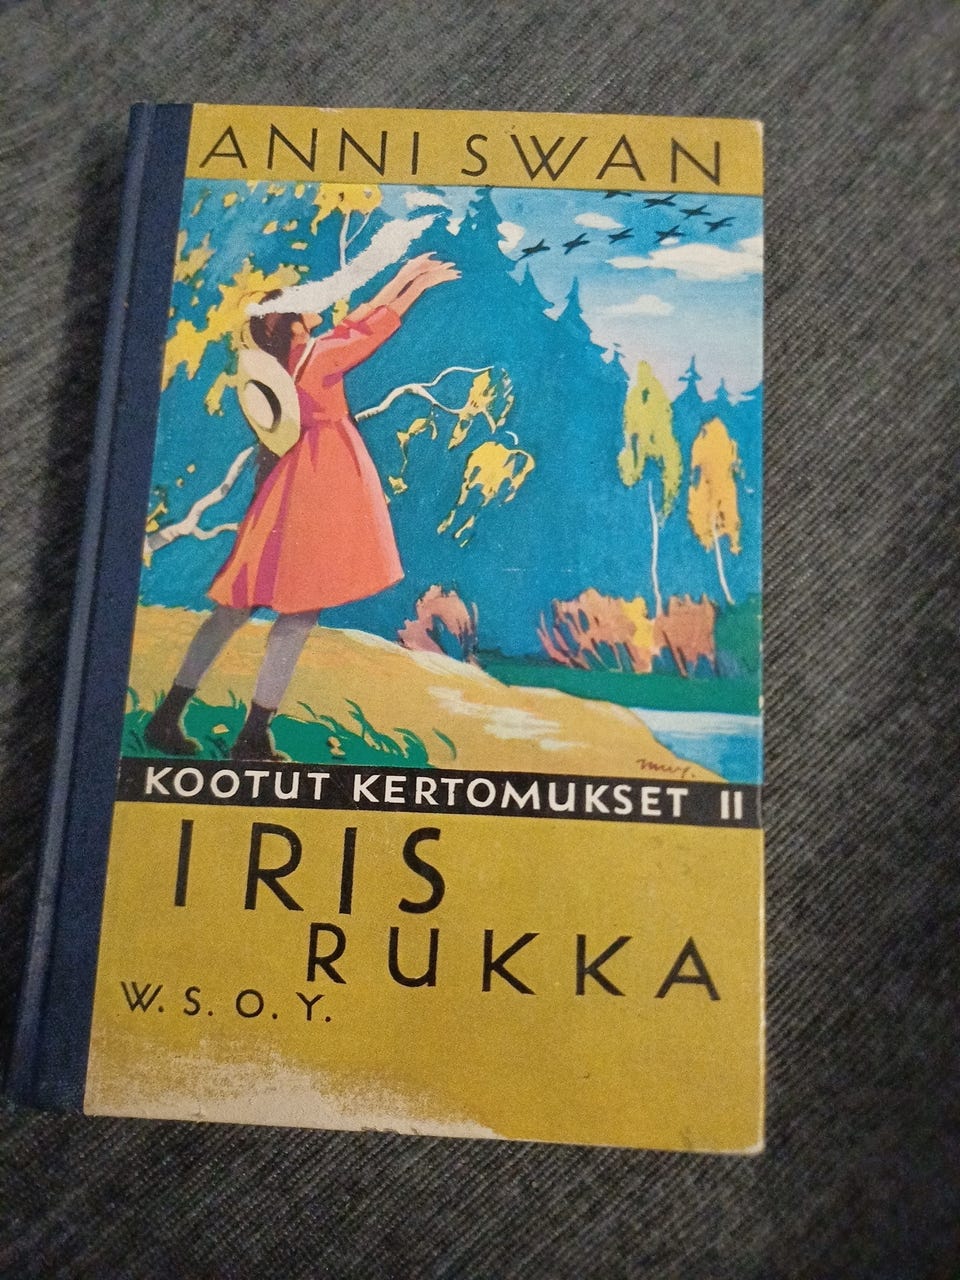 ANNI SWAN
KOOTUT KERTOMUKSET II
IRIS
RUKKA
W. S. O. Y.